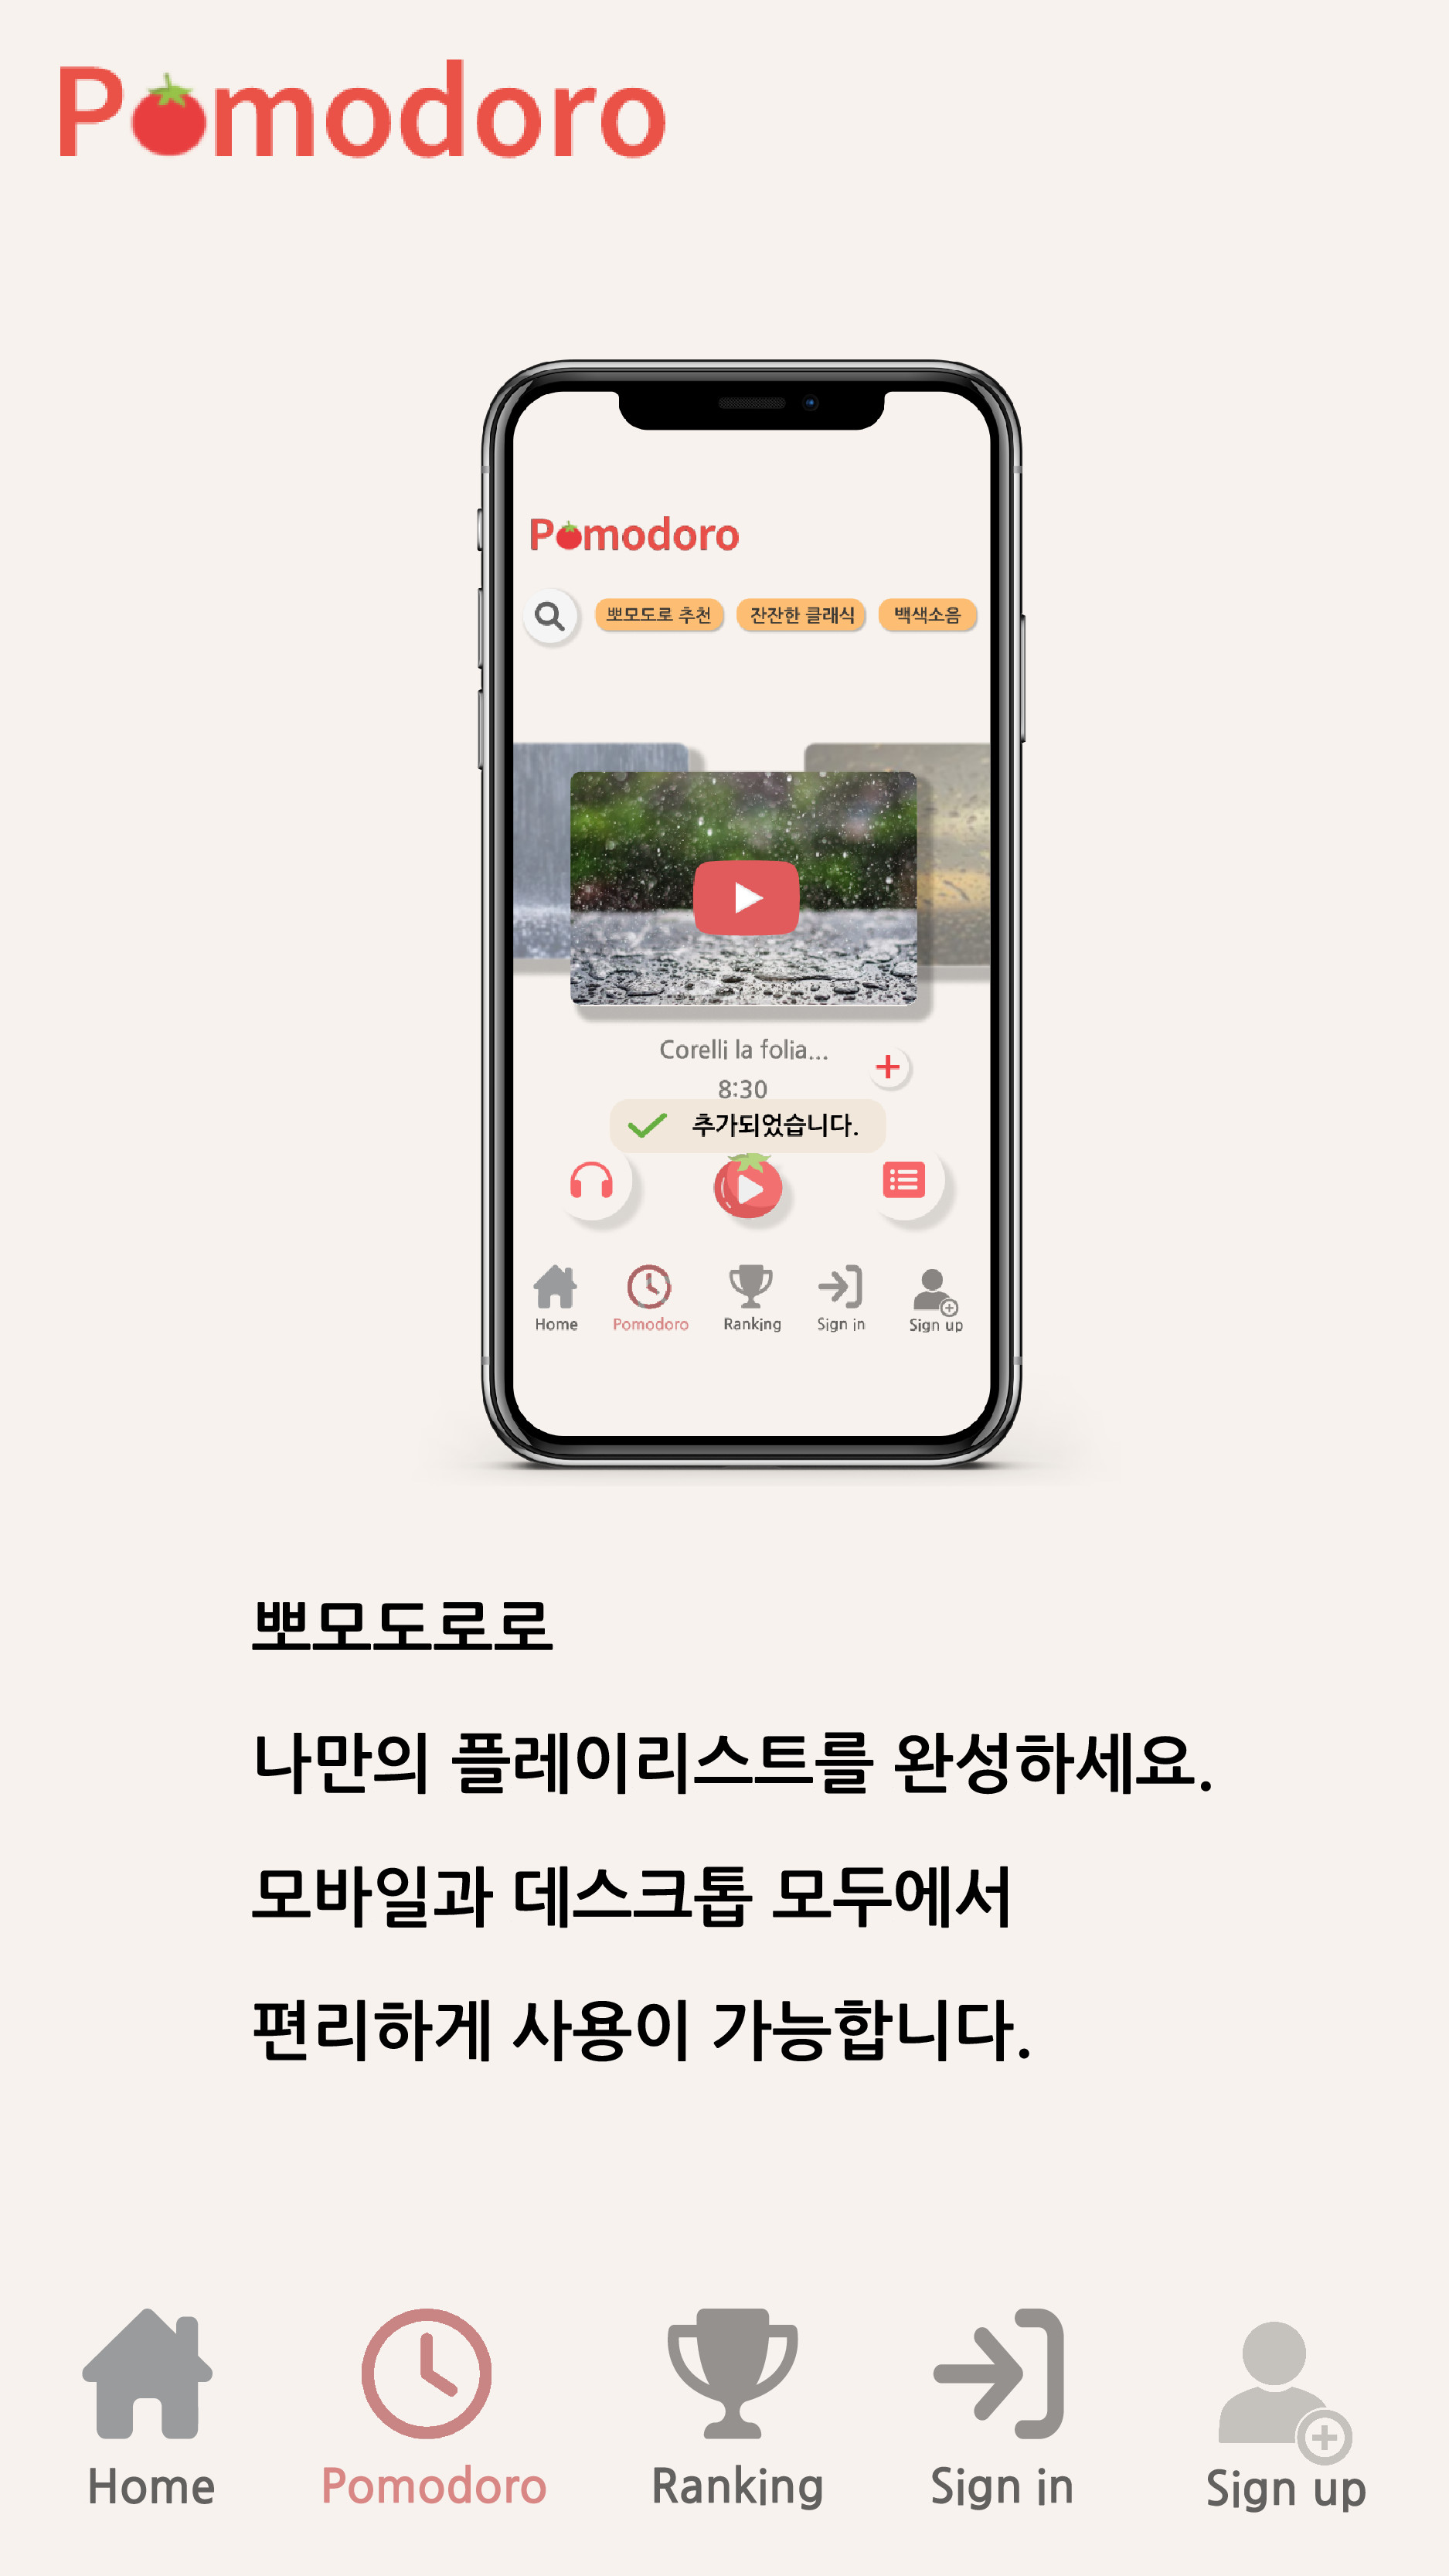 Pomodoro
Pomodoro
뽀모도로 추천 잔잔한 클래식 백색소음
Corelli la folia...
8:30
추가되었습니다.
Home Pomodoro Ranking Sign in Sign up
뽀모도로로
나만의 플레이리스트를 완성하세요.
모바일과 데스크톱 모두에서
편리하게 사용이 가능합니다.
Home Pomodoro Ranking Sign in Sign up